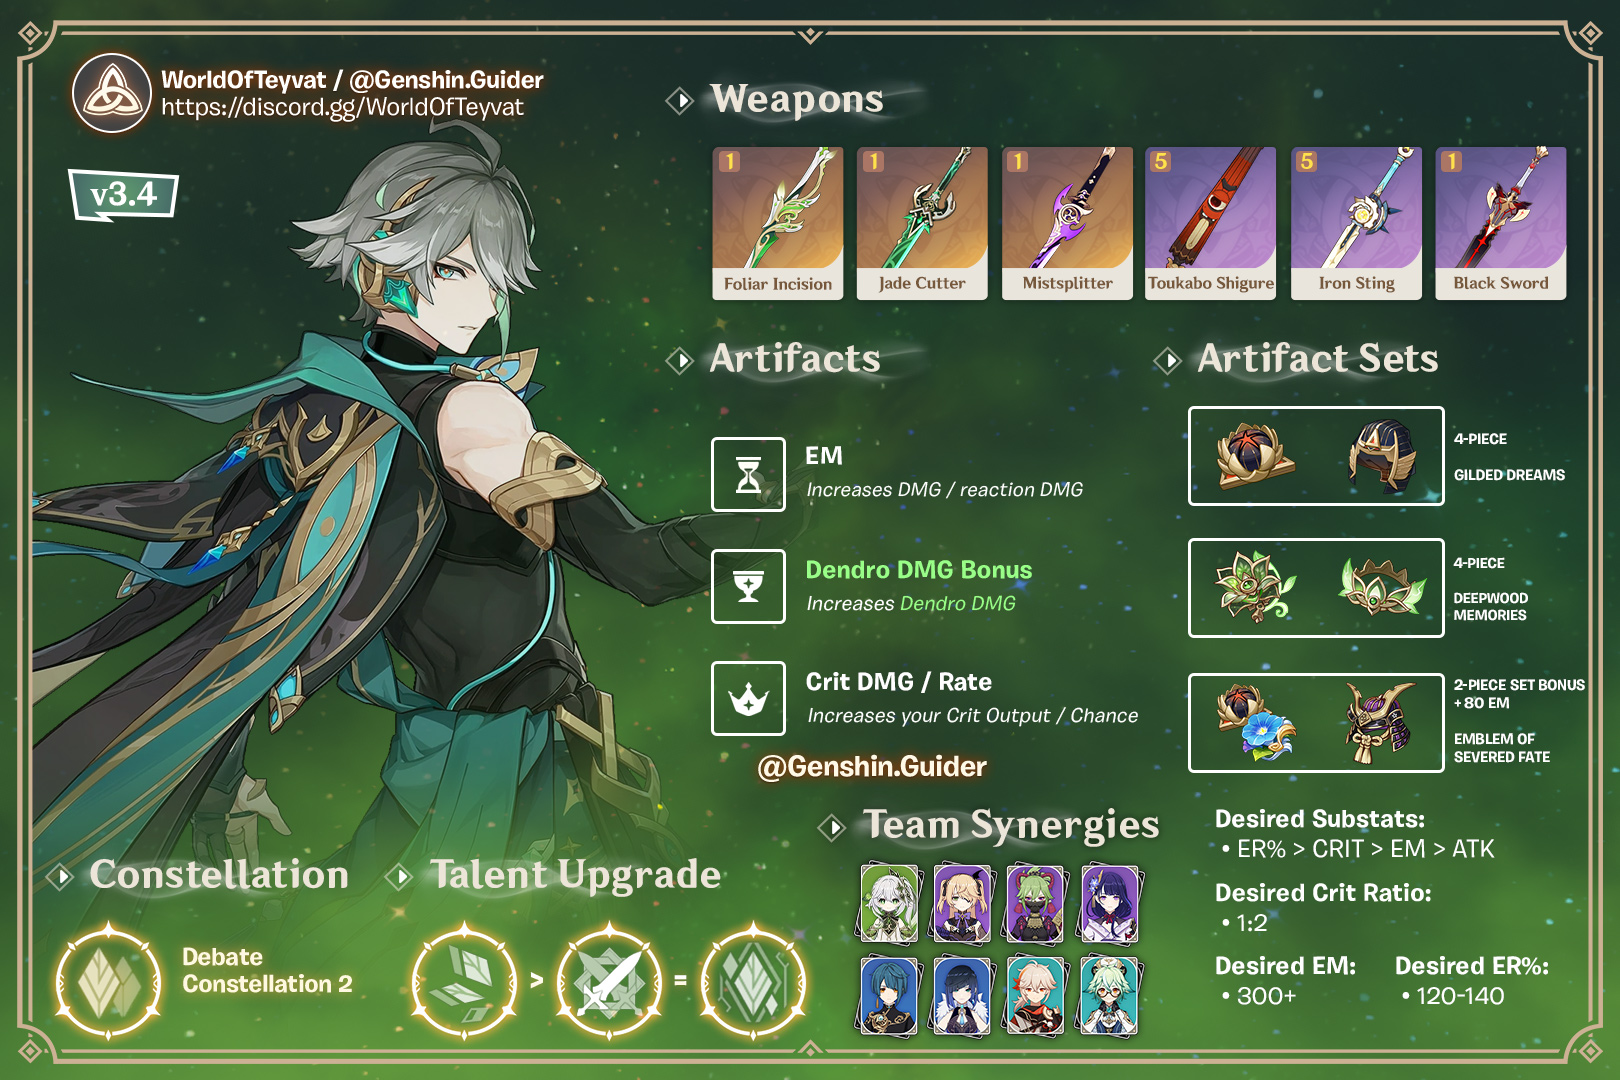 WorldOfTeyvat / @Genshin.Guider
https://discord.gg/WorldOfTeyvat
v3.4
Weapons
1
1
1
5
5
1
Foliar Incision
Jade Cutter
Mistsplitter
Toukabo Shigure
Iron Sting
Black Sword
Artifacts
EM
Increases DMG / reaction DMG
Dendro DMG Bonus
Increases Dendro DMG
Crit DMG / Rate
Increases your Crit Output / Chance
@Genshin.Guider
Artifact Sets
4-PIECE
GILDED DREAMS
4-PIECE
DEEPWOOD
MEMORIES
2-PIECE SET BONUS
+80 EM
EMBLEM OF
SEVERED FATE
Constellation
Debate
Constellation 2
Talent Upgrade
> =
Team Synergies
Desired Substats:
• ER% > CRIT > EM > ATK
Desired Crit Ratio:
• 1:2
Desired EM:
• 300+
Desired ER%:
• 120-140